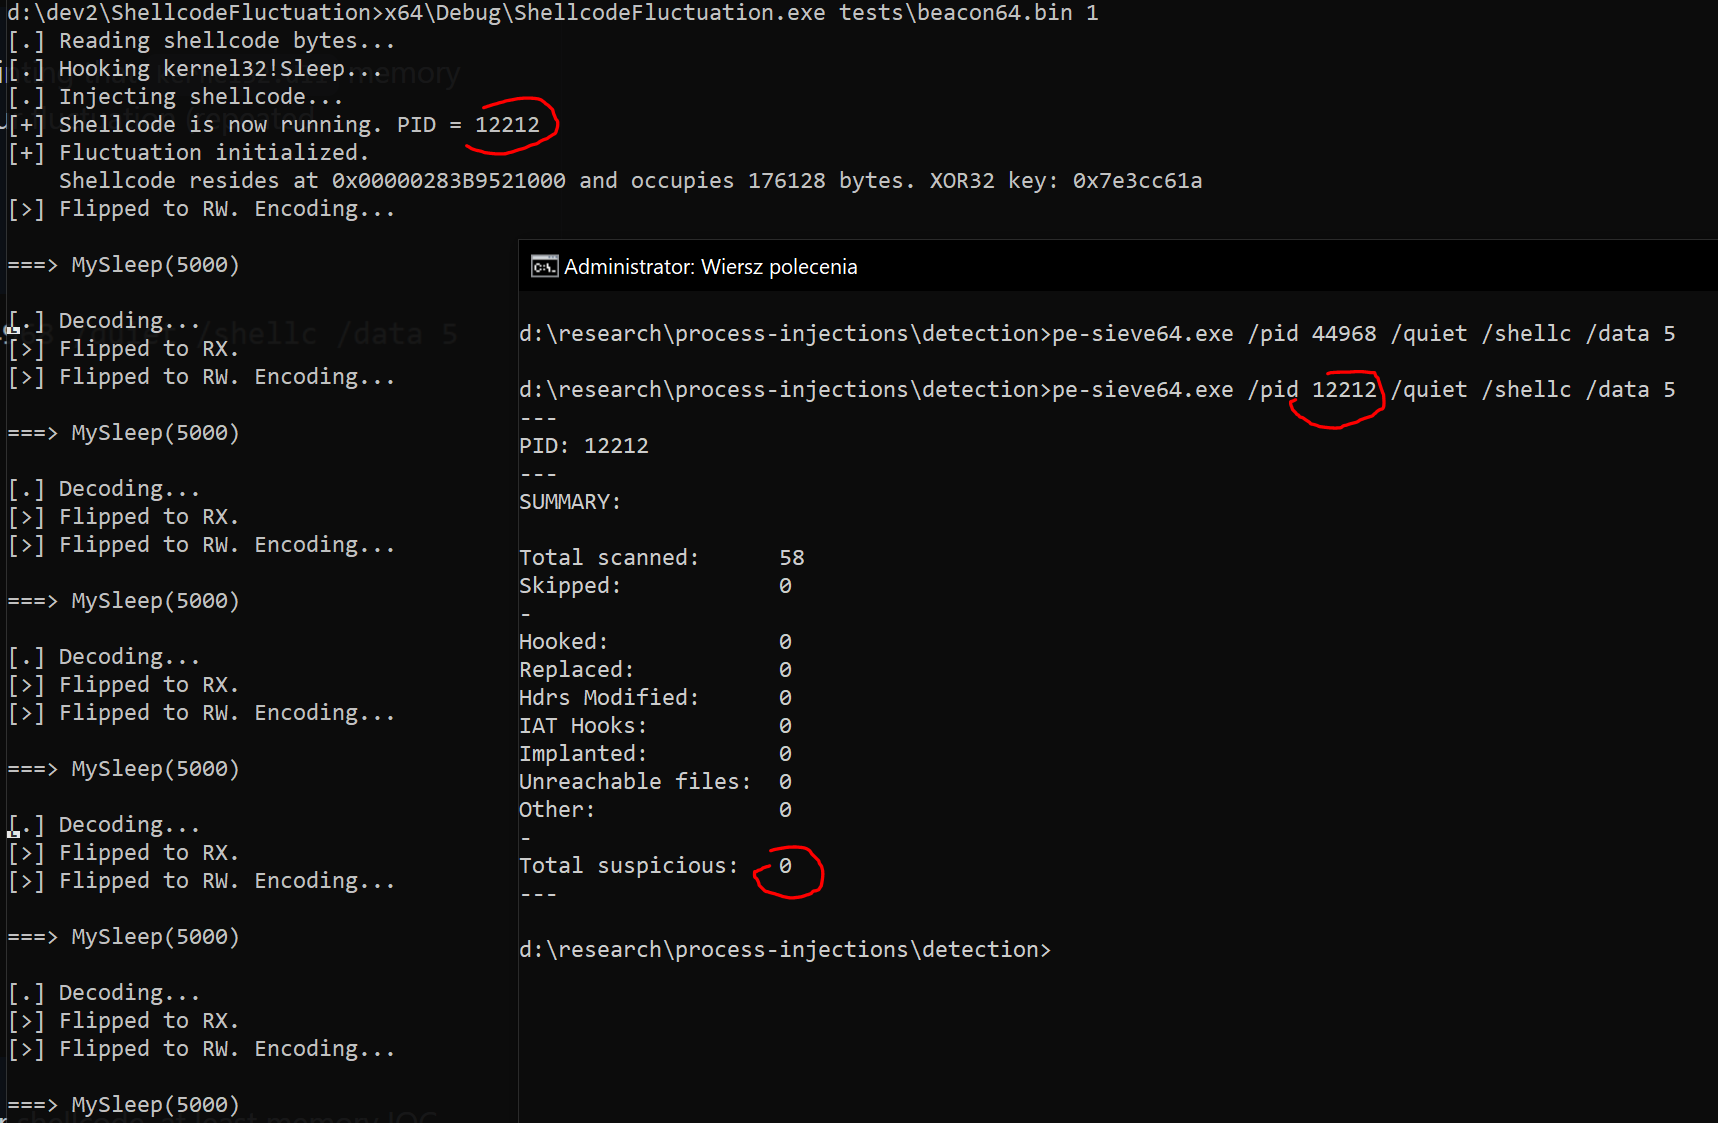 d:\dev2\ShellcodeFluctuation>x64\Debug\ShellcodeFluctuation.exe tests\beacon64.bin 1
[.] Reading shellcode bytes...
[.] Hooking kernel32!Sleep...
[.] Injecting shellcode...
[+] Shellcode is now running. PID = 12212
[+] Fluctuation initialized.
    Shellcode resides at 0x00000283B9521000 and occupies 176128 bytes. XOR32 key: 0x7e3cc61a
[>] Flipped to RW. Encoding...
===> MySleep(5000)
[.] Decoding...
[>] Flipped to RX.
[>] Flipped to RW. Encoding...
===> MySleep(5000)
[.] Decoding...
[>] Flipped to RX.
[>] Flipped to RW. Encoding...
===> MySleep(5000)
[.] Decoding...
[>] Flipped to RX.
[>] Flipped to RW. Encoding...
===> MySleep(5000)
[.] Decoding...
[>] Flipped to RX.
[>] Flipped to RW. Encoding...
===> MySleep(5000)
[.] Decoding...
[>] Flipped to RX.
[>] Flipped to RW. Encoding...
===> MySleep(5000)
Administrator: Wiersz polecenia
d:\research\process-injections\detection>pe-sieve64.exe /pid 44968 /quiet /shellc /data 5
d:\research\process-injections\detection>pe-sieve64.exe /pid 12212 /quiet /shellc /data 5
---
PID: 12212
---
SUMMARY:
Total scanned: 58
Skipped: 0
-
Hooked: 0
Replaced: 0
Hdrs Modified: 0
IAT Hooks: 0
Implanted: 0
Unreachable files: 0
Other: 0
-
Total suspicious: 0
---
d:\research\process-injections\detection>